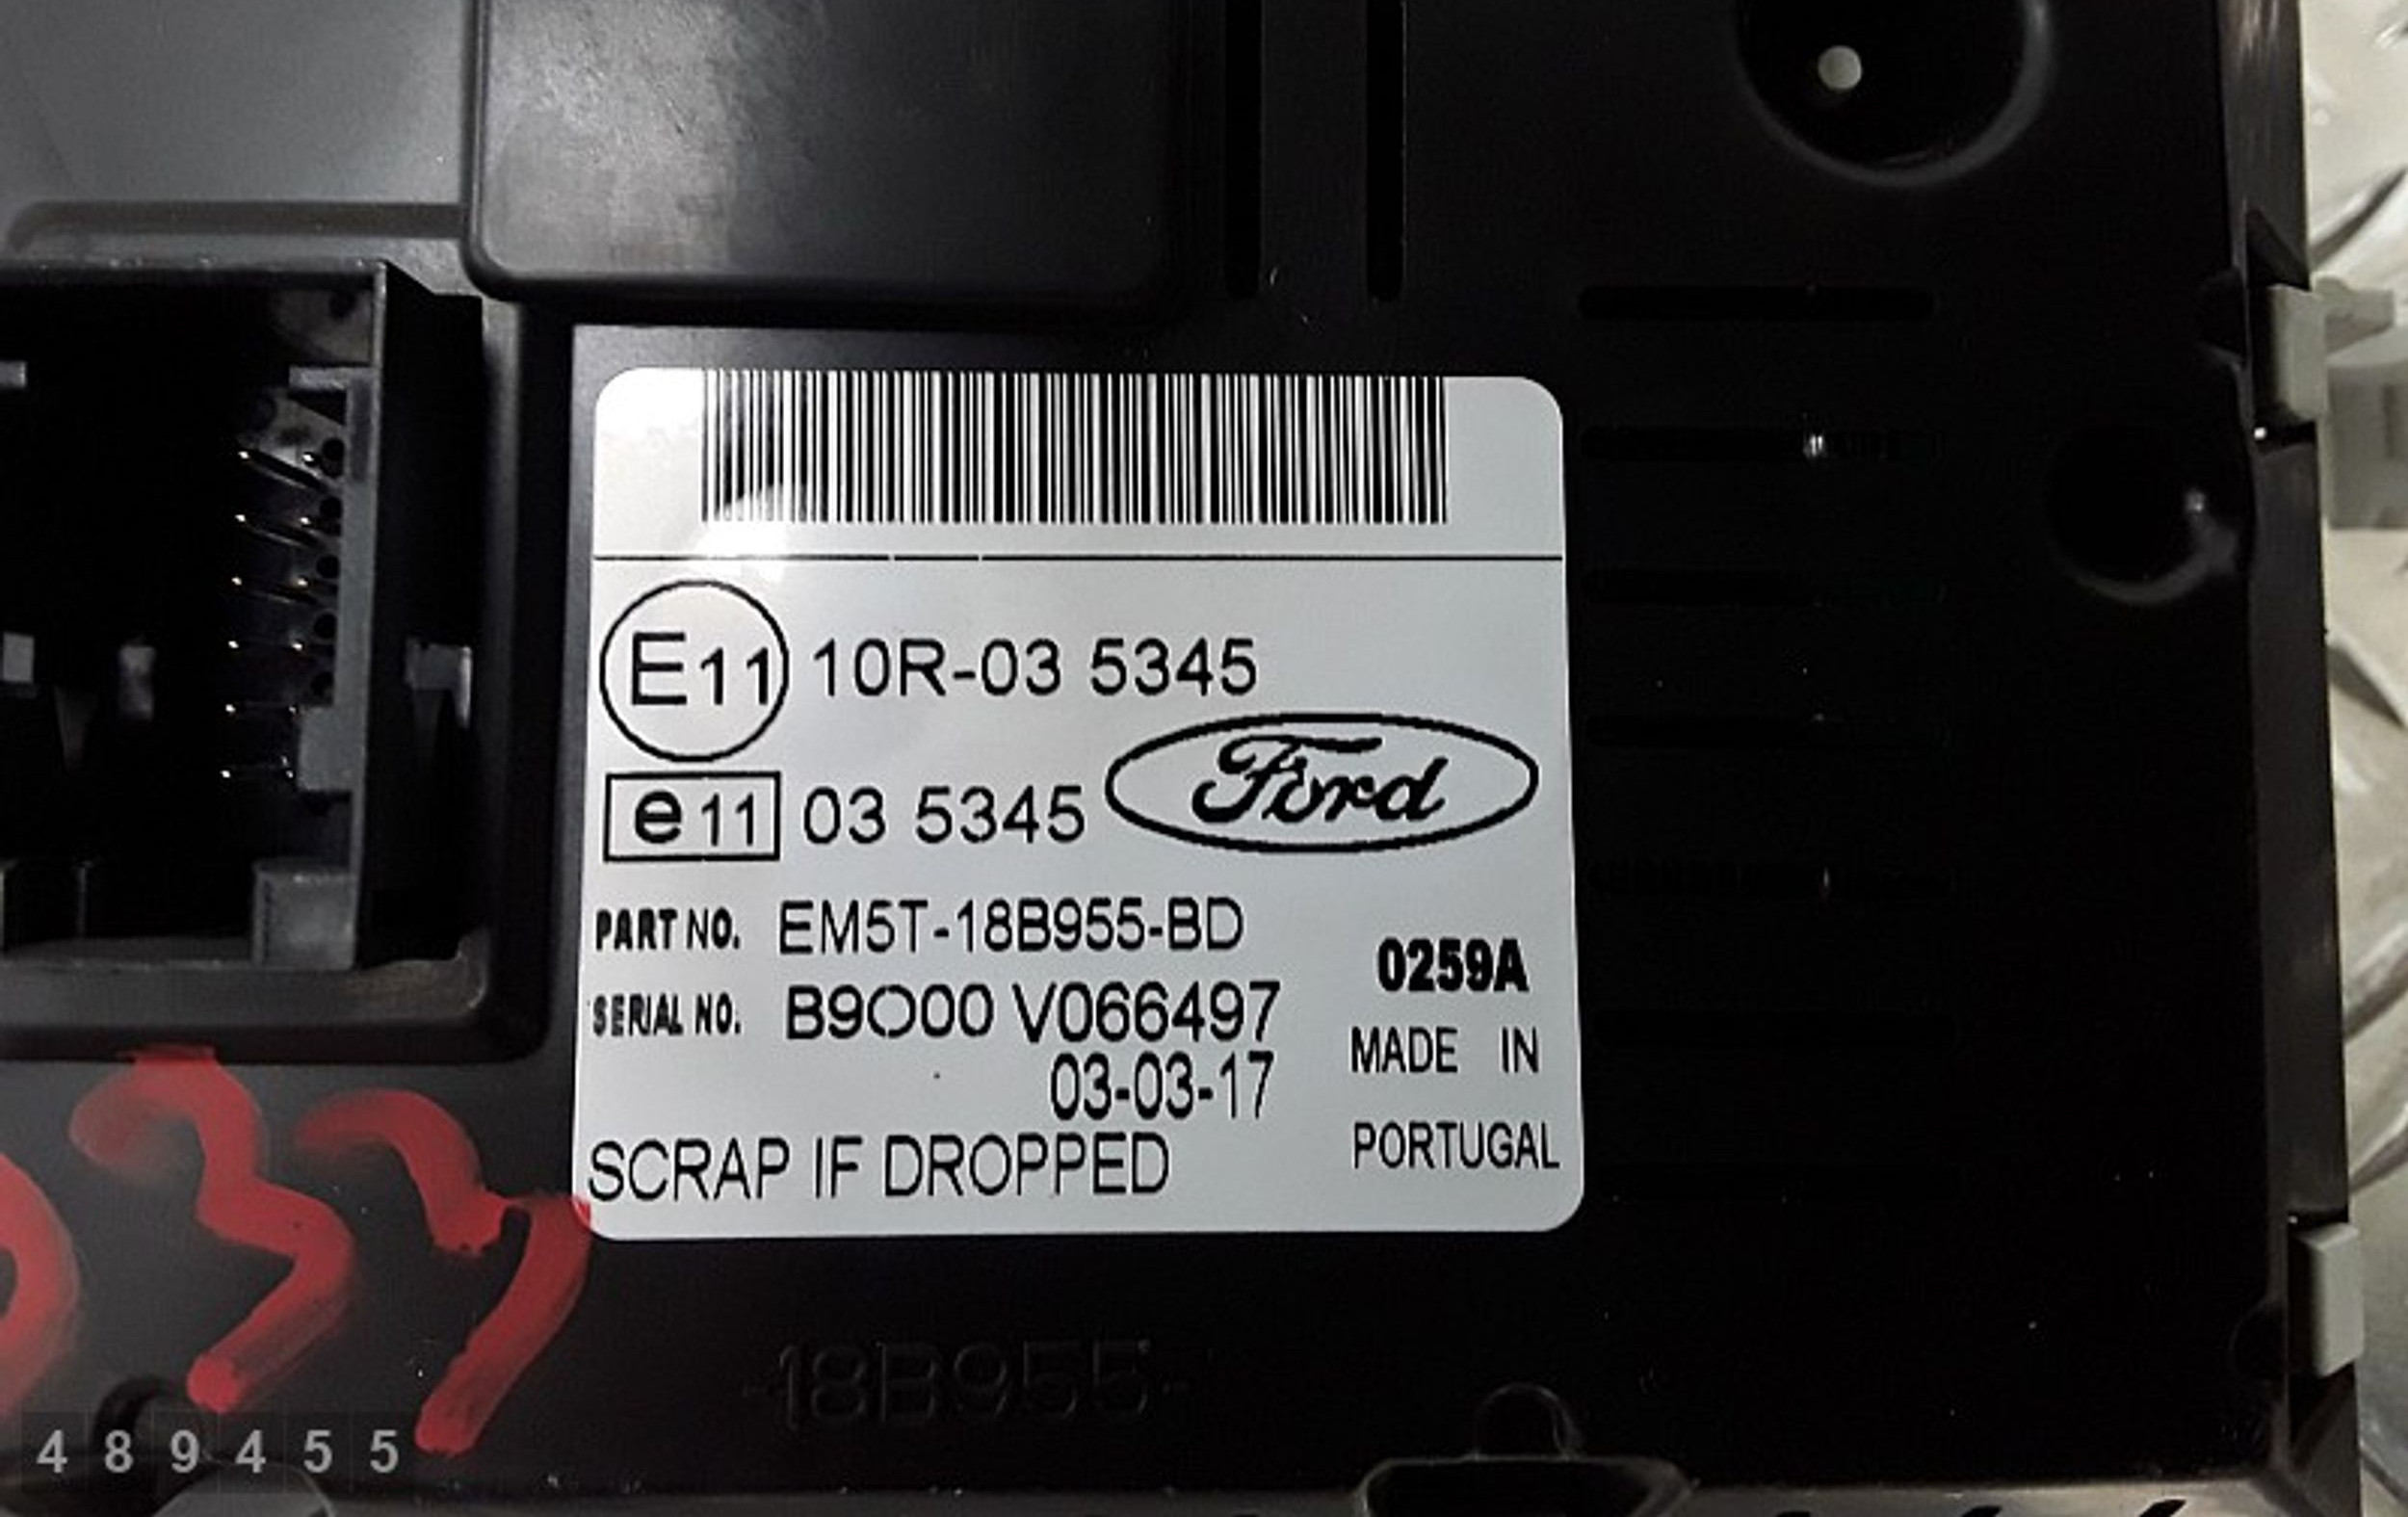 E11 10R-03 5345
Ford
e11 03 5345
PART NO. EM5T-18B955-BD
0259A
SERIAL NO. B9O00 V066497
MADE IN
03-03-17
PORTUGAL
SCRAP IF DROPPED
-18B955-
489455